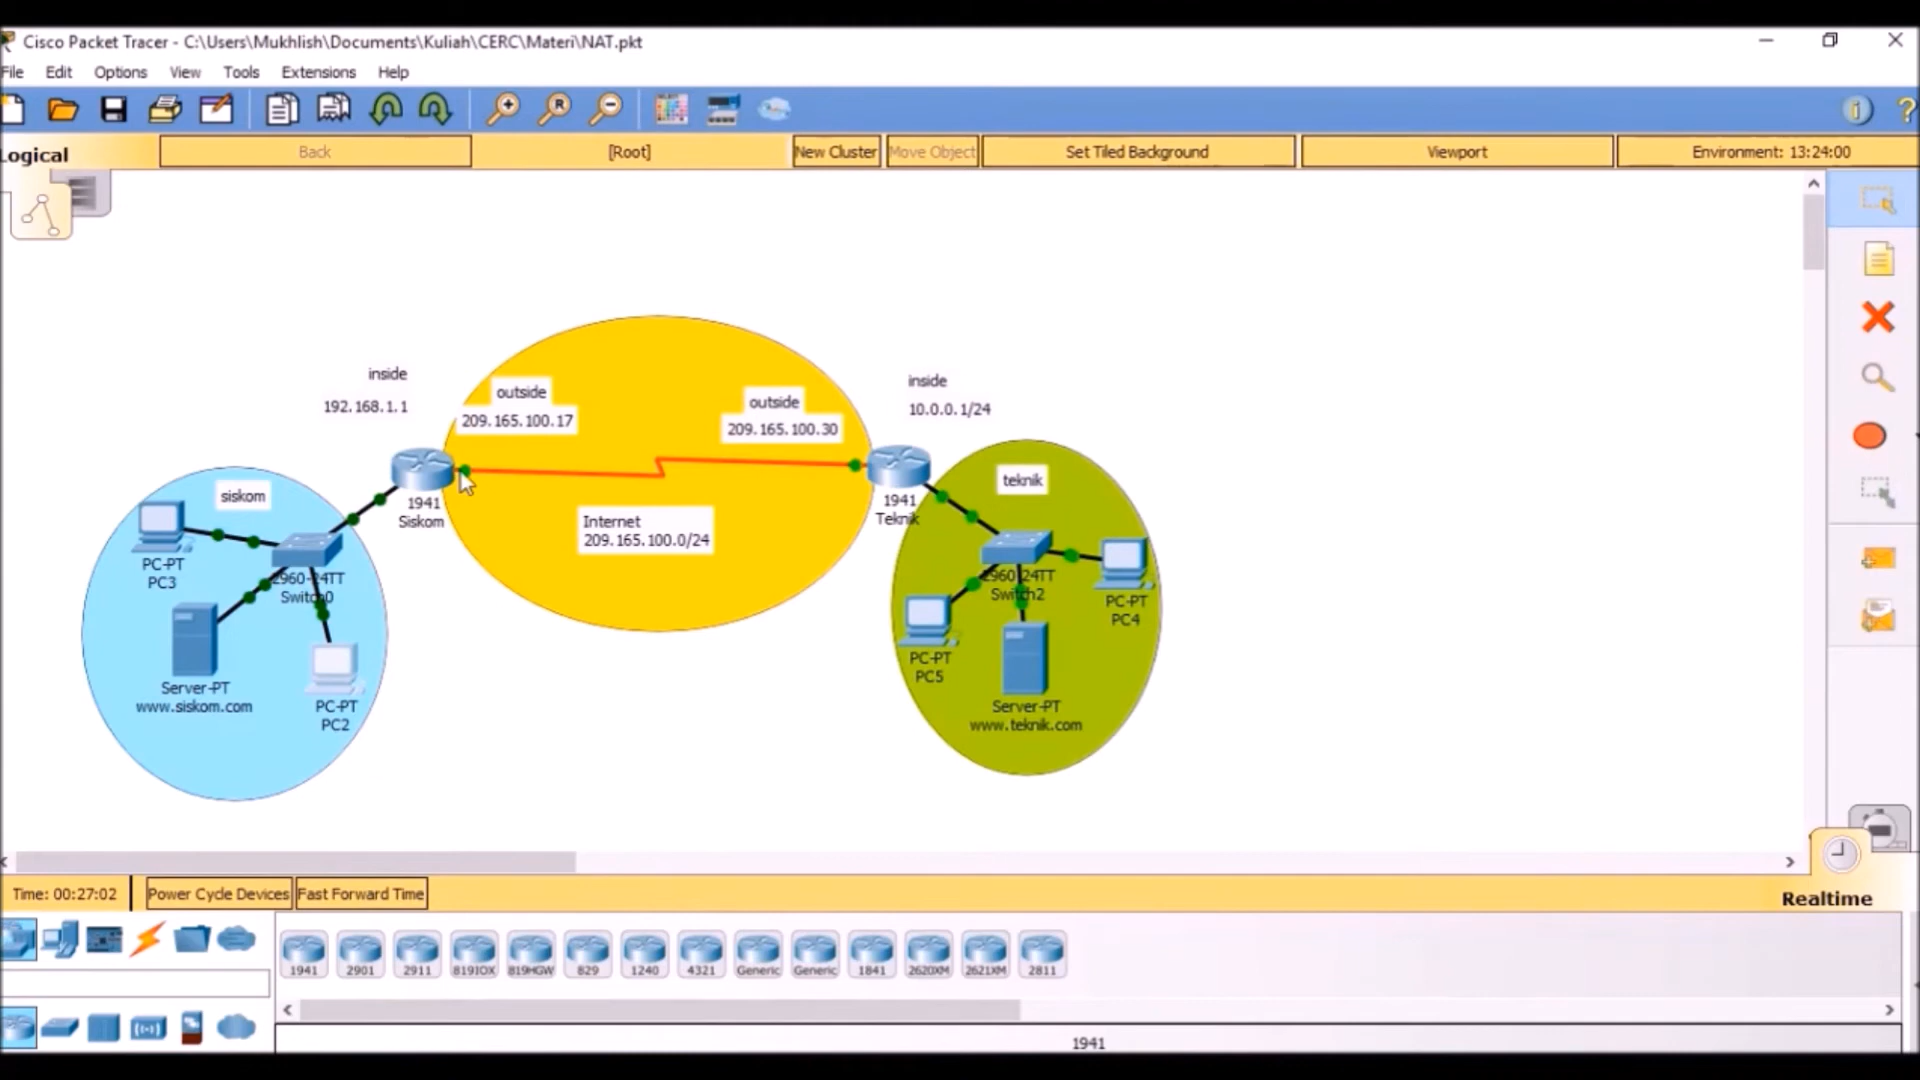 Cisco Packet Tracer - C:\Users\Mukhlish\Documents\Kuliah\CERC\Materi\NAT.pkt
File Edit Options View Tools Extensions Help
Logical Back [Root] New Cluster Move Object Set Tiled Background Viewport Environment: 13:24:00
inside
192.168.1.1
outside
209.165.100.17
outside
209.165.100.30
inside
10.0.0.1/24
1941
Siskom
1941
Teknik
Internet
209.165.100.0/24
siskom
PC-PT
PC3
2960-24TT
Switch0
Server-PT
www.siskom.com
PC-PT
PC2
teknik
2960-24TT
Switch2
PC-PT
PC4
PC-PT
PC5
Server-PT
www.teknik.com
Time: 00:27:02 Power Cycle Devices Fast Forward Time
Realtime
1941 2901 2911 819IOX 819HGW 829 1240 4321 Generic Generic 1841 2620XM 2621XM 2811
1941